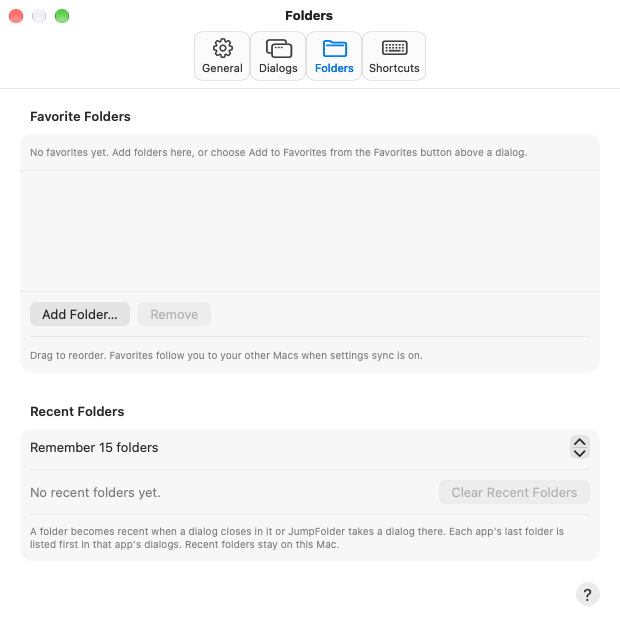 Folders
General
Dialogs
Folders
Shortcuts
Favorite Folders
No favorites yet. Add folders here, or choose Add to Favorites from the Favorites button above a dialog.
Add Folder...
Remove
Drag to reorder. Favorites follow you to your other Macs when settings sync is on.
Recent Folders
Remember 15 folders
No recent folders yet.
Clear Recent Folders
A folder becomes recent when a dialog closes in it or JumpFolder takes a dialog there. Each app's last folder is
listed first in that app's dialogs. Recent folders stay on this Mac.
?